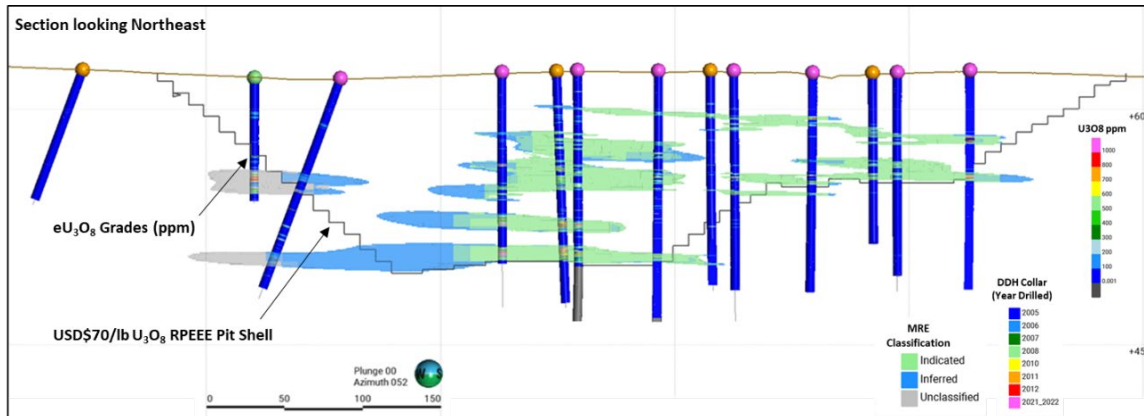 Section looking Northeast
+60
U3O8 ppm
1000
800
700
600
500
400
300
200
100
0.001
eU₃O₈ Grades (ppm)
USD$70/lb U₃O₈ RPEEE Pit Shell
DDH Collar
(Year Drilled)
2005
2006
2007
2008
2010
2011
2012
2021_2022
MRE
Classification
Indicated
Inferred
Unclassified
+45
Plunge 00
Azimuth 052
0 50 100 150